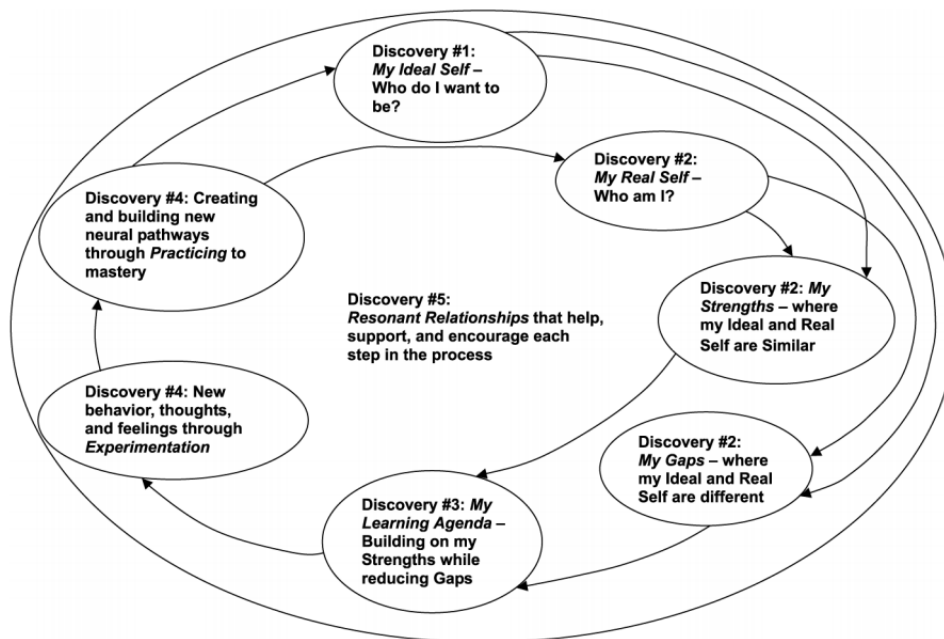 Discovery #1:
My Ideal Self –
Who do I want to
be?
Discovery #2:
My Real Self –
Who am I?
Discovery #2: My
Strengths – where
my Ideal and Real
Self are Similar
Discovery #2:
My Gaps – where
my Ideal and Real
Self are different
Discovery #3: My
Learning Agenda –
Building on my
Strengths while
reducing Gaps
Discovery #4: New
behavior, thoughts,
and feelings through
Experimentation
Discovery #4: Creating
and building new
neural pathways
through Practicing to
mastery
Discovery #5:
Resonant Relationships that help,
support, and encourage each
step in the process